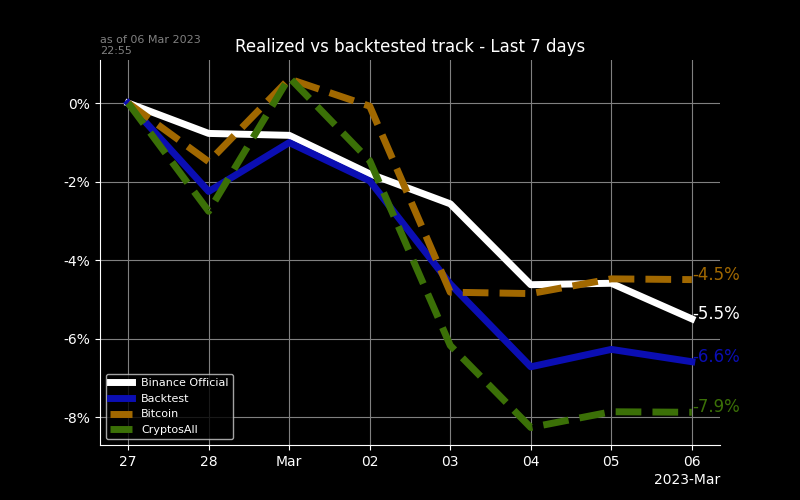 as of 06 Mar 2023
22:55
Realized vs backtested track - Last 7 days
0%
-2%
-4%
-6%
-8%
-4.5%
-5.5%
-6.6%
-7.9%
Binance Official
Backtest
Bitcoin
CryptosAll
27 28 Mar 02 03 04 05 06
2023-Mar